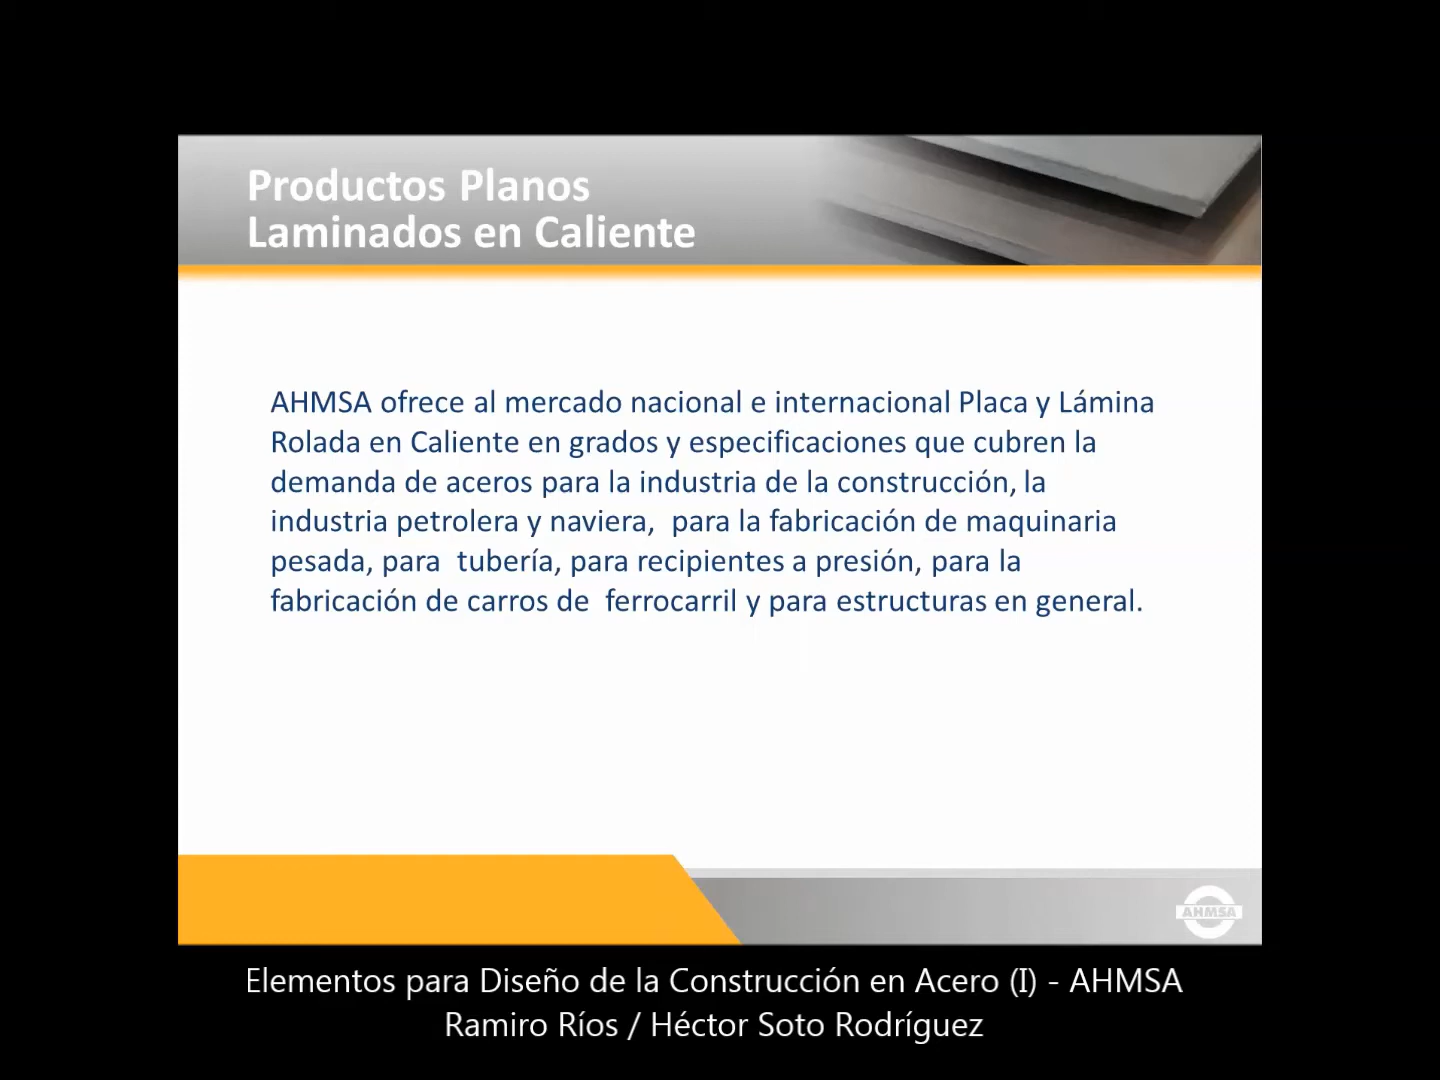 Productos Planos
Laminados en Caliente
AHMSA ofrece al mercado nacional e internacional Placa y Lámina
Rolada en Caliente en grados y especificaciones que cubren la
demanda de aceros para la industria de la construcción, la
industria petrolera y naviera,  para la fabricación de maquinaria
pesada, para  tubería, para recipientes a presión, para la
fabricación de carros de  ferrocarril y para estructuras en general.
AHMSA
Elementos para Diseño de la Construcción en Acero (I) - AHMSA
Ramiro Ríos / Héctor Soto Rodríguez